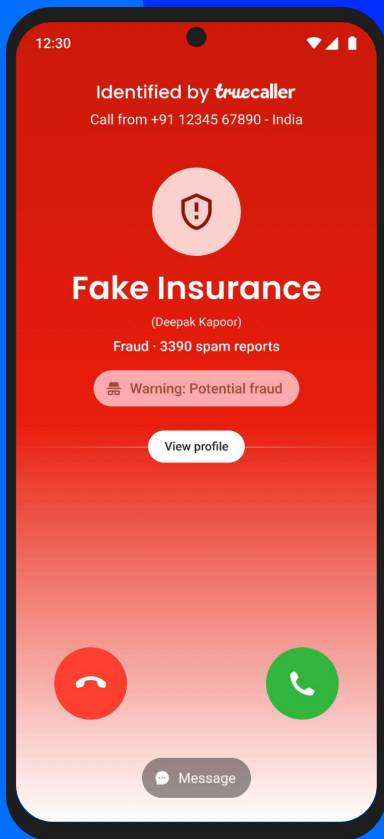 12:30
Identified by truecaller
Call from +91 12345 67890 - India
Fake Insurance
(Deepak Kapoor)
Fraud · 3390 spam reports
Warning: Potential fraud
View profile
Message